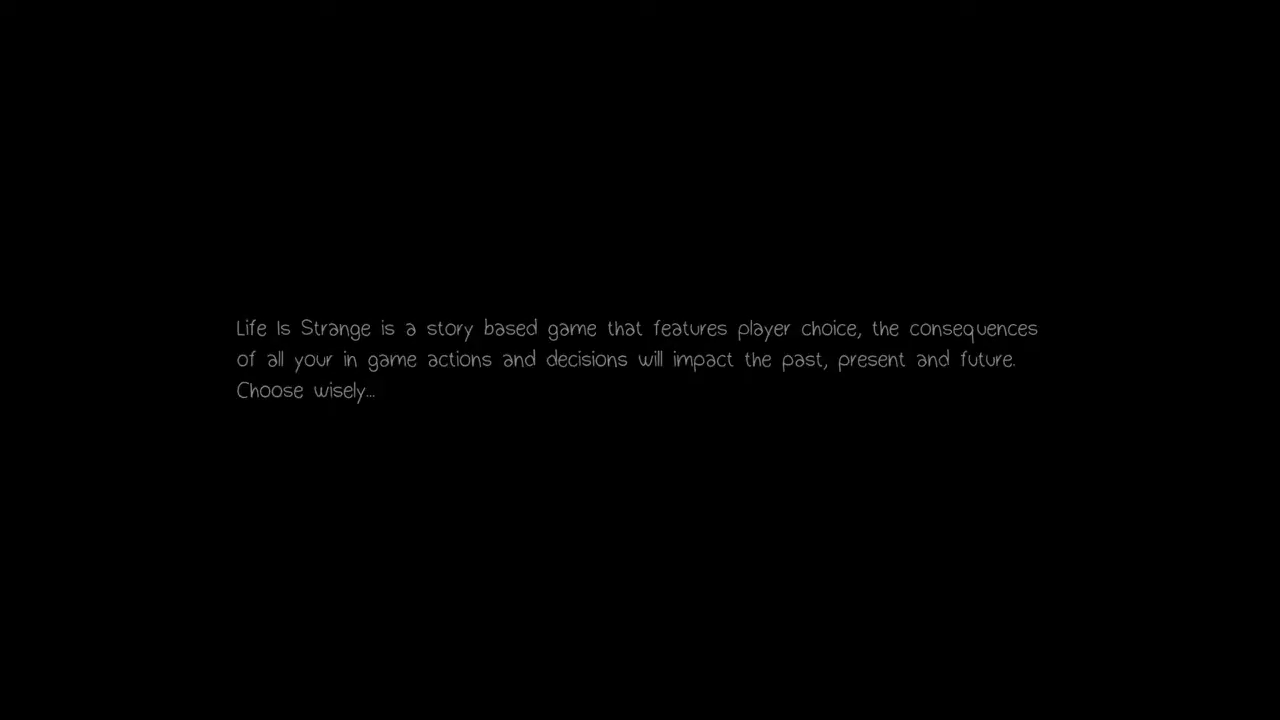 Life Is Strange is a story based game that features player choice, the consequences
of all your in game actions and decisions will impact the past, present and future.
Choose wisely...